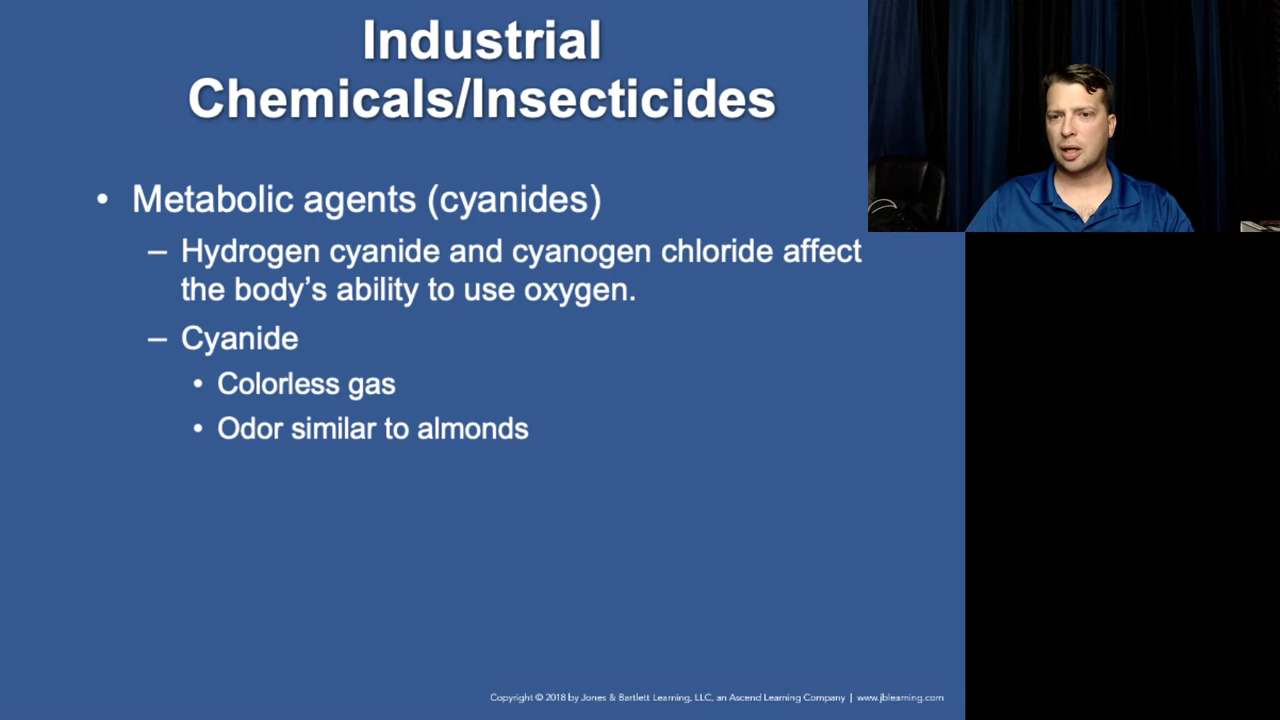 Industrial
Chemicals/Insecticides
• Metabolic agents (cyanides)
– Hydrogen cyanide and cyanogen chloride affect
the body’s ability to use oxygen.
– Cyanide
• Colorless gas
• Odor similar to almonds
Copyright © 2018 by Jones & Bartlett Learning, LLC, an Ascend Learning Company | www.jblearning.com